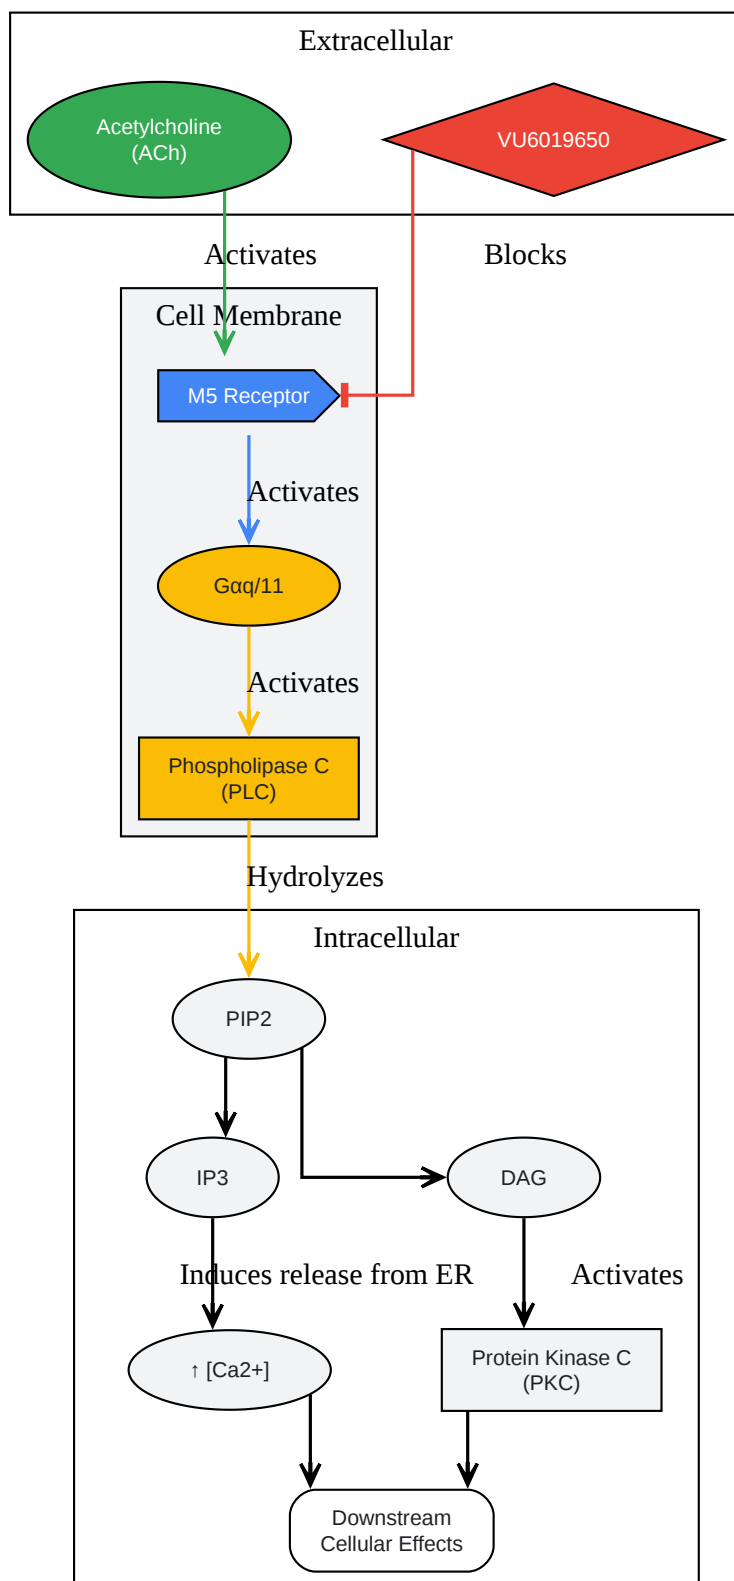 Extracellular
Acetylcholine
(ACh)
VU6019650
Activates
Blocks
Cell Membrane
M5 Receptor
Activates
Gαq/11
Activates
Phospholipase C
(PLC)
Hydrolyzes
Intracellular
PIP2
IP3
DAG
Induces release from ER
Activates
↑ [Ca2+]
Protein Kinase C
(PKC)
Downstream
Cellular Effects